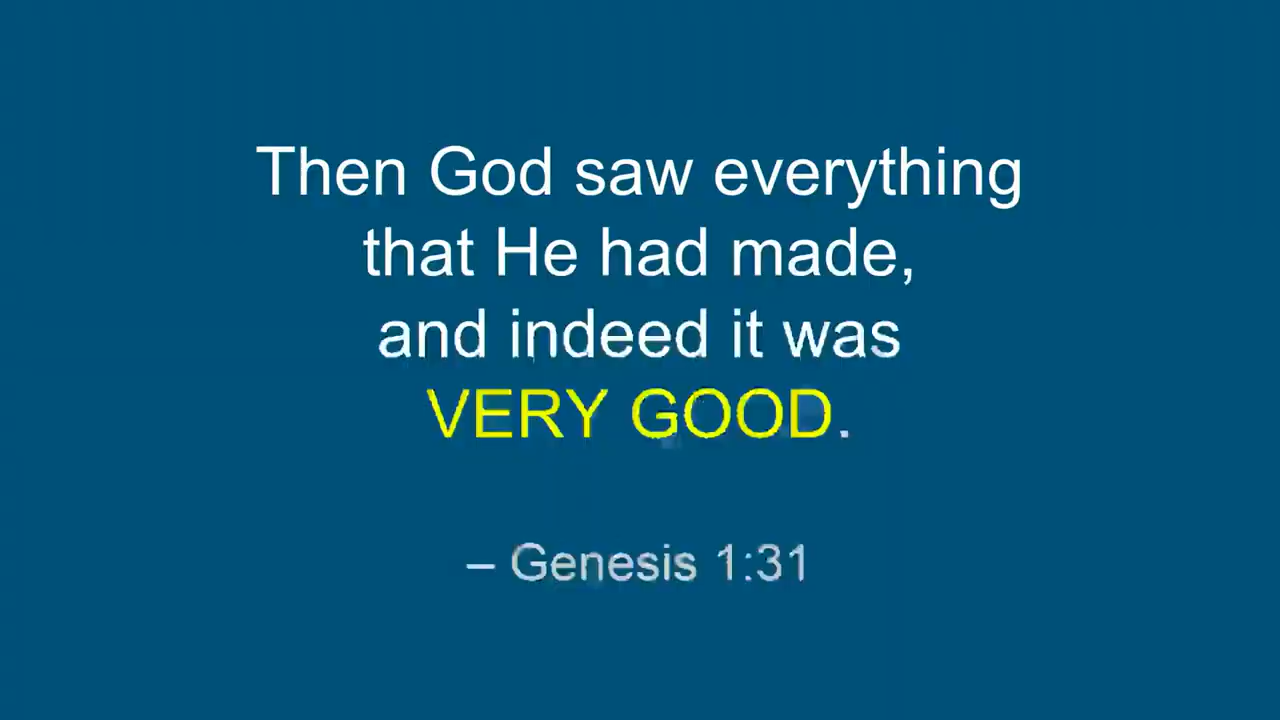 Then God saw everything
that He had made,
and indeed it was
VERY GOOD.
– Genesis 1:31